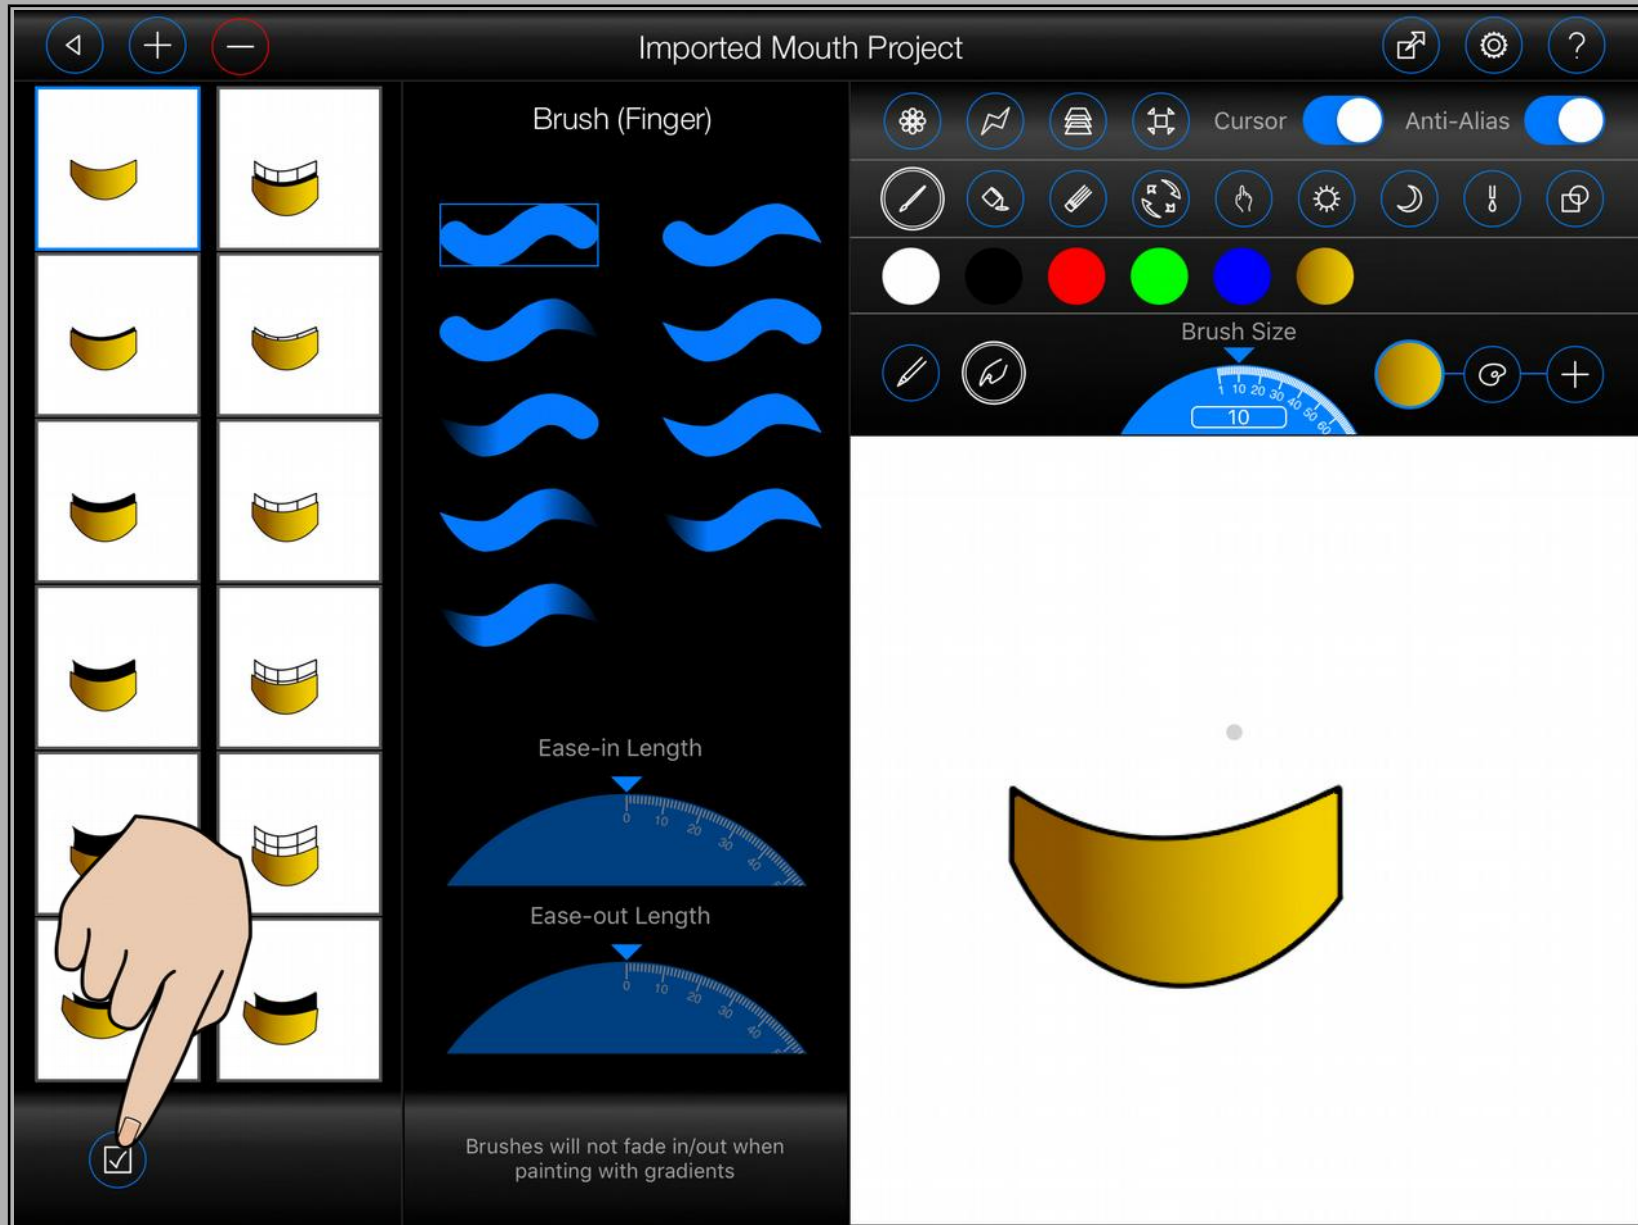 Imported Mouth Project
?
Brush (Finger)
Cursor
Anti-Alias
Brush Size
1 10 20 30 40 50 60
10
Ease-in Length
0 10 20 30 40
Ease-out Length
0 10 20 30 40
Brushes will not fade in/out when
painting with gradients